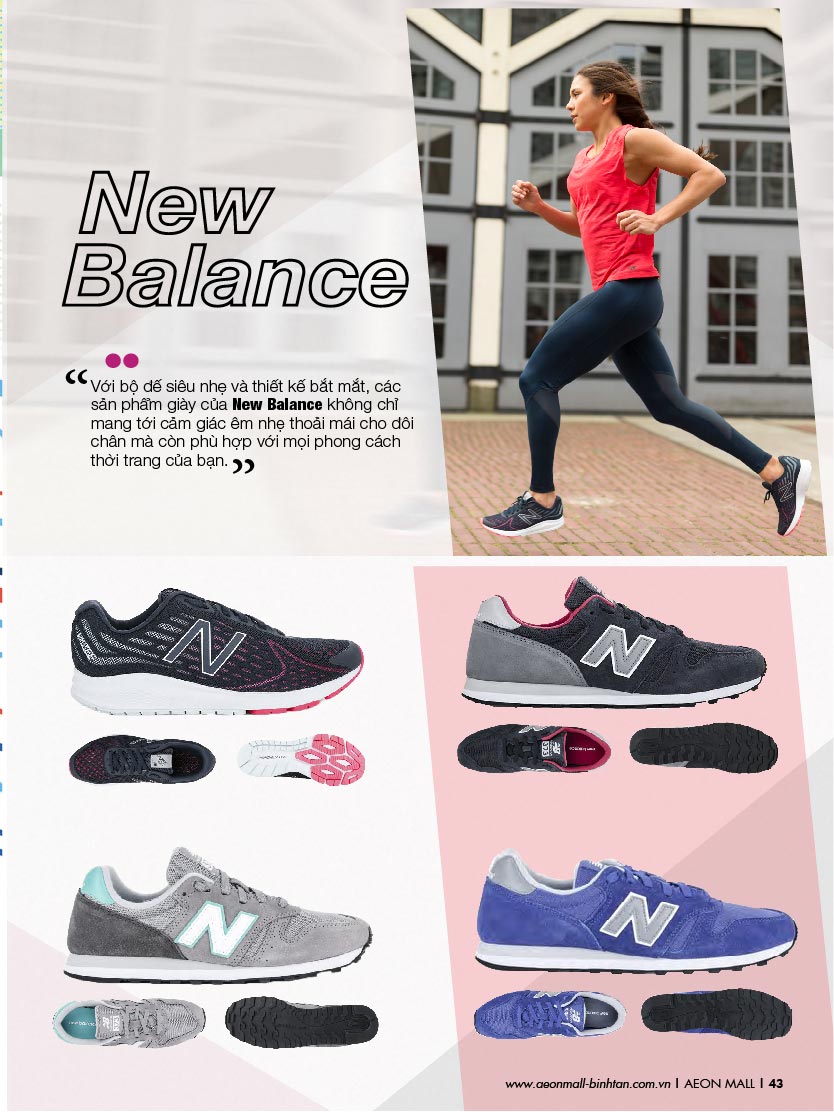 New
Balance
“ Với bộ dế siêu nhẹ và thiết kế bắt mắt, các
sản phẩm giày của New Balance không chỉ
mang tới cảm giác êm nhẹ thoải mái cho dôi
chân mà còn phù hợp với mọi phong cách
thời trang của bạn. ”
N
N
N
N
www.aeonmall-binhtan.com.vn | AEON MALL | 43